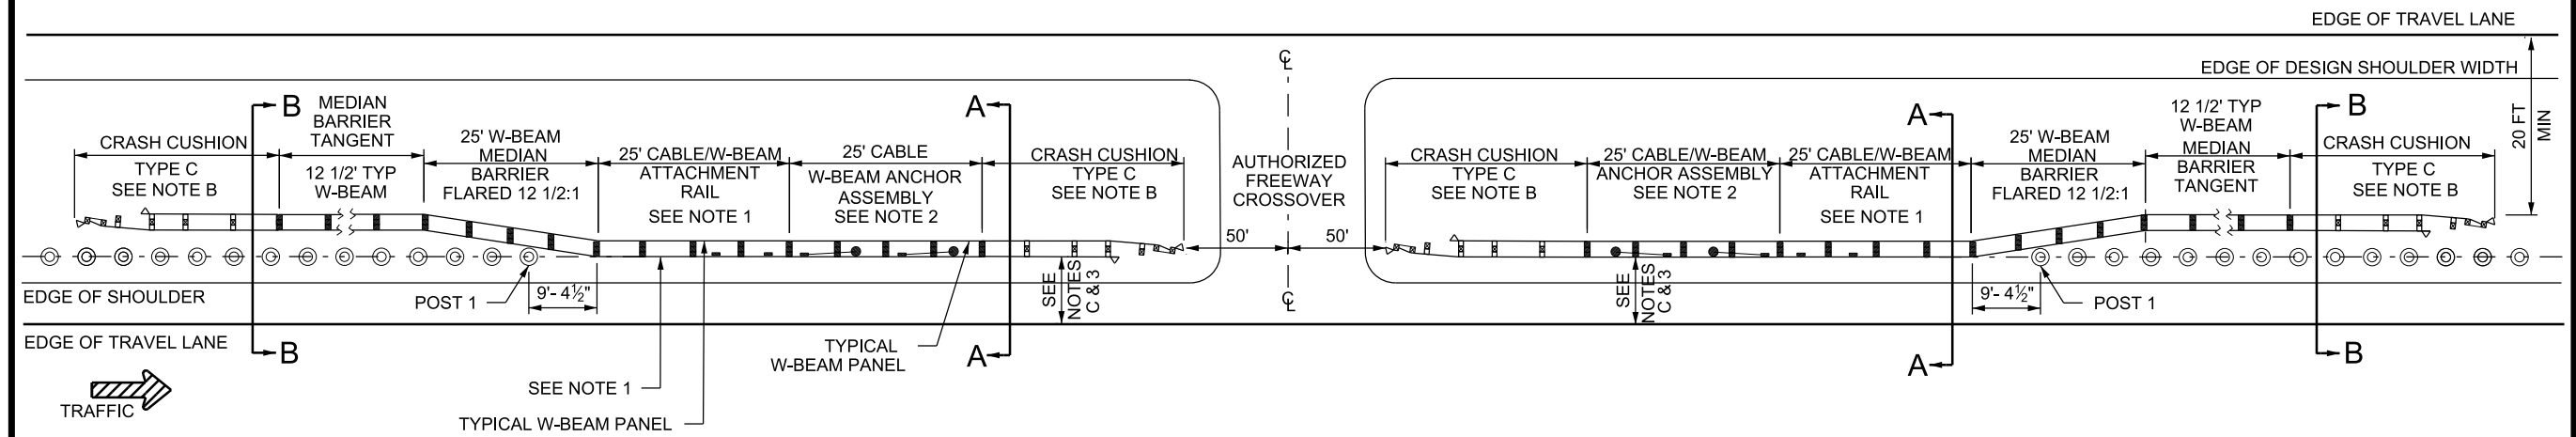 EDGE OF TRAVEL LANE
EDGE OF DESIGN SHOULDER WIDTH
20 FT
MIN
℄
B
A
A
B
CRASH CUSHION
TYPE C
SEE NOTE B
MEDIAN
BARRIER
TANGENT
12 1/2' TYP
W-BEAM
25' W-BEAM
MEDIAN
BARRIER
FLARED 12 1/2:1
25' CABLE/W-BEAM
ATTACHMENT
RAIL
SEE NOTE 1
25' CABLE
W-BEAM ANCHOR
ASSEMBLY
SEE NOTE 2
CRASH CUSHION
TYPE C
SEE NOTE B
AUTHORIZED
FREEWAY
CROSSOVER
50'
50'
CRASH CUSHION
TYPE C
SEE NOTE B
25' CABLE/W-BEAM
ANCHOR ASSEMBLY
SEE NOTE 2
25' CABLE/W-BEAM
ATTACHMENT
RAIL
SEE NOTE 1
25' W-BEAM
MEDIAN
BARRIER
FLARED 12 1/2:1
12 1/2' TYP
W-BEAM
MEDIAN
BARRIER
TANGENT
CRASH CUSHION
TYPE C
SEE NOTE B
EDGE OF SHOULDER
POST 1
9'- 4½"
SEE
NOTES
C & 3
℄
SEE
NOTES
C & 3
9'- 4½"
POST 1
EDGE OF TRAVEL LANE
B
A
A
B
TYPICAL
W-BEAM PANEL
SEE NOTE 1
TRAFFIC
TYPICAL W-BEAM PANEL